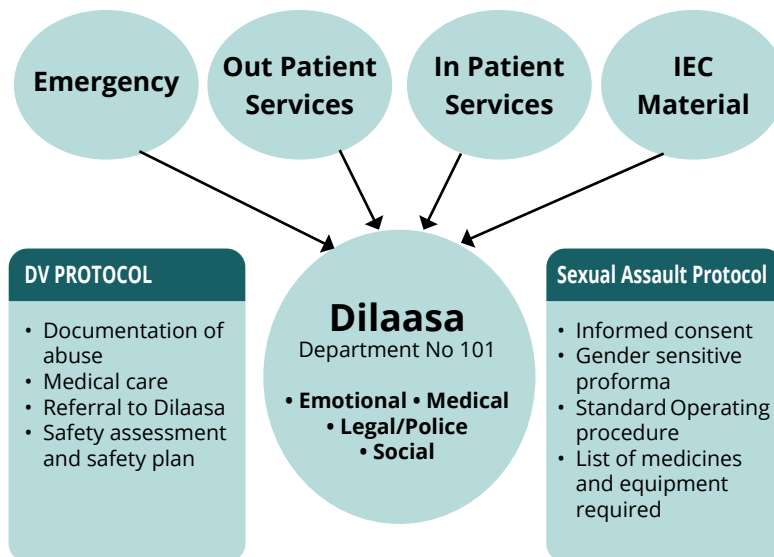 Emergency
Out Patient
Services
In Patient
Services
IEC
Material
DV PROTOCOL
• Documentation of
abuse
• Medical care
• Referral to Dilaasa
• Safety assessment
and safety plan
Dilaasa
Department No 101
• Emotional • Medical
• Legal/Police
• Social
Sexual Assault Protocol
• Informed consent
• Gender sensitive
proforma
• Standard Operating
procedure
• List of medicines
and equipment
required